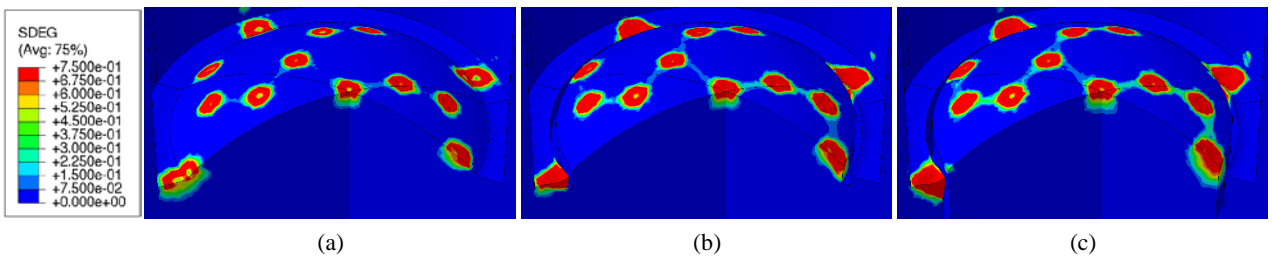 SDEG
(Avg: 75%)
+7.500e-01
+6.750e-01
+6.000e-01
+5.250e-01
+4.500e-01
+3.750e-01
+3.000e-01
+2.250e-01
+1.500e-01
+7.500e-02
+0.000e+00
(a)
(b)
(c)